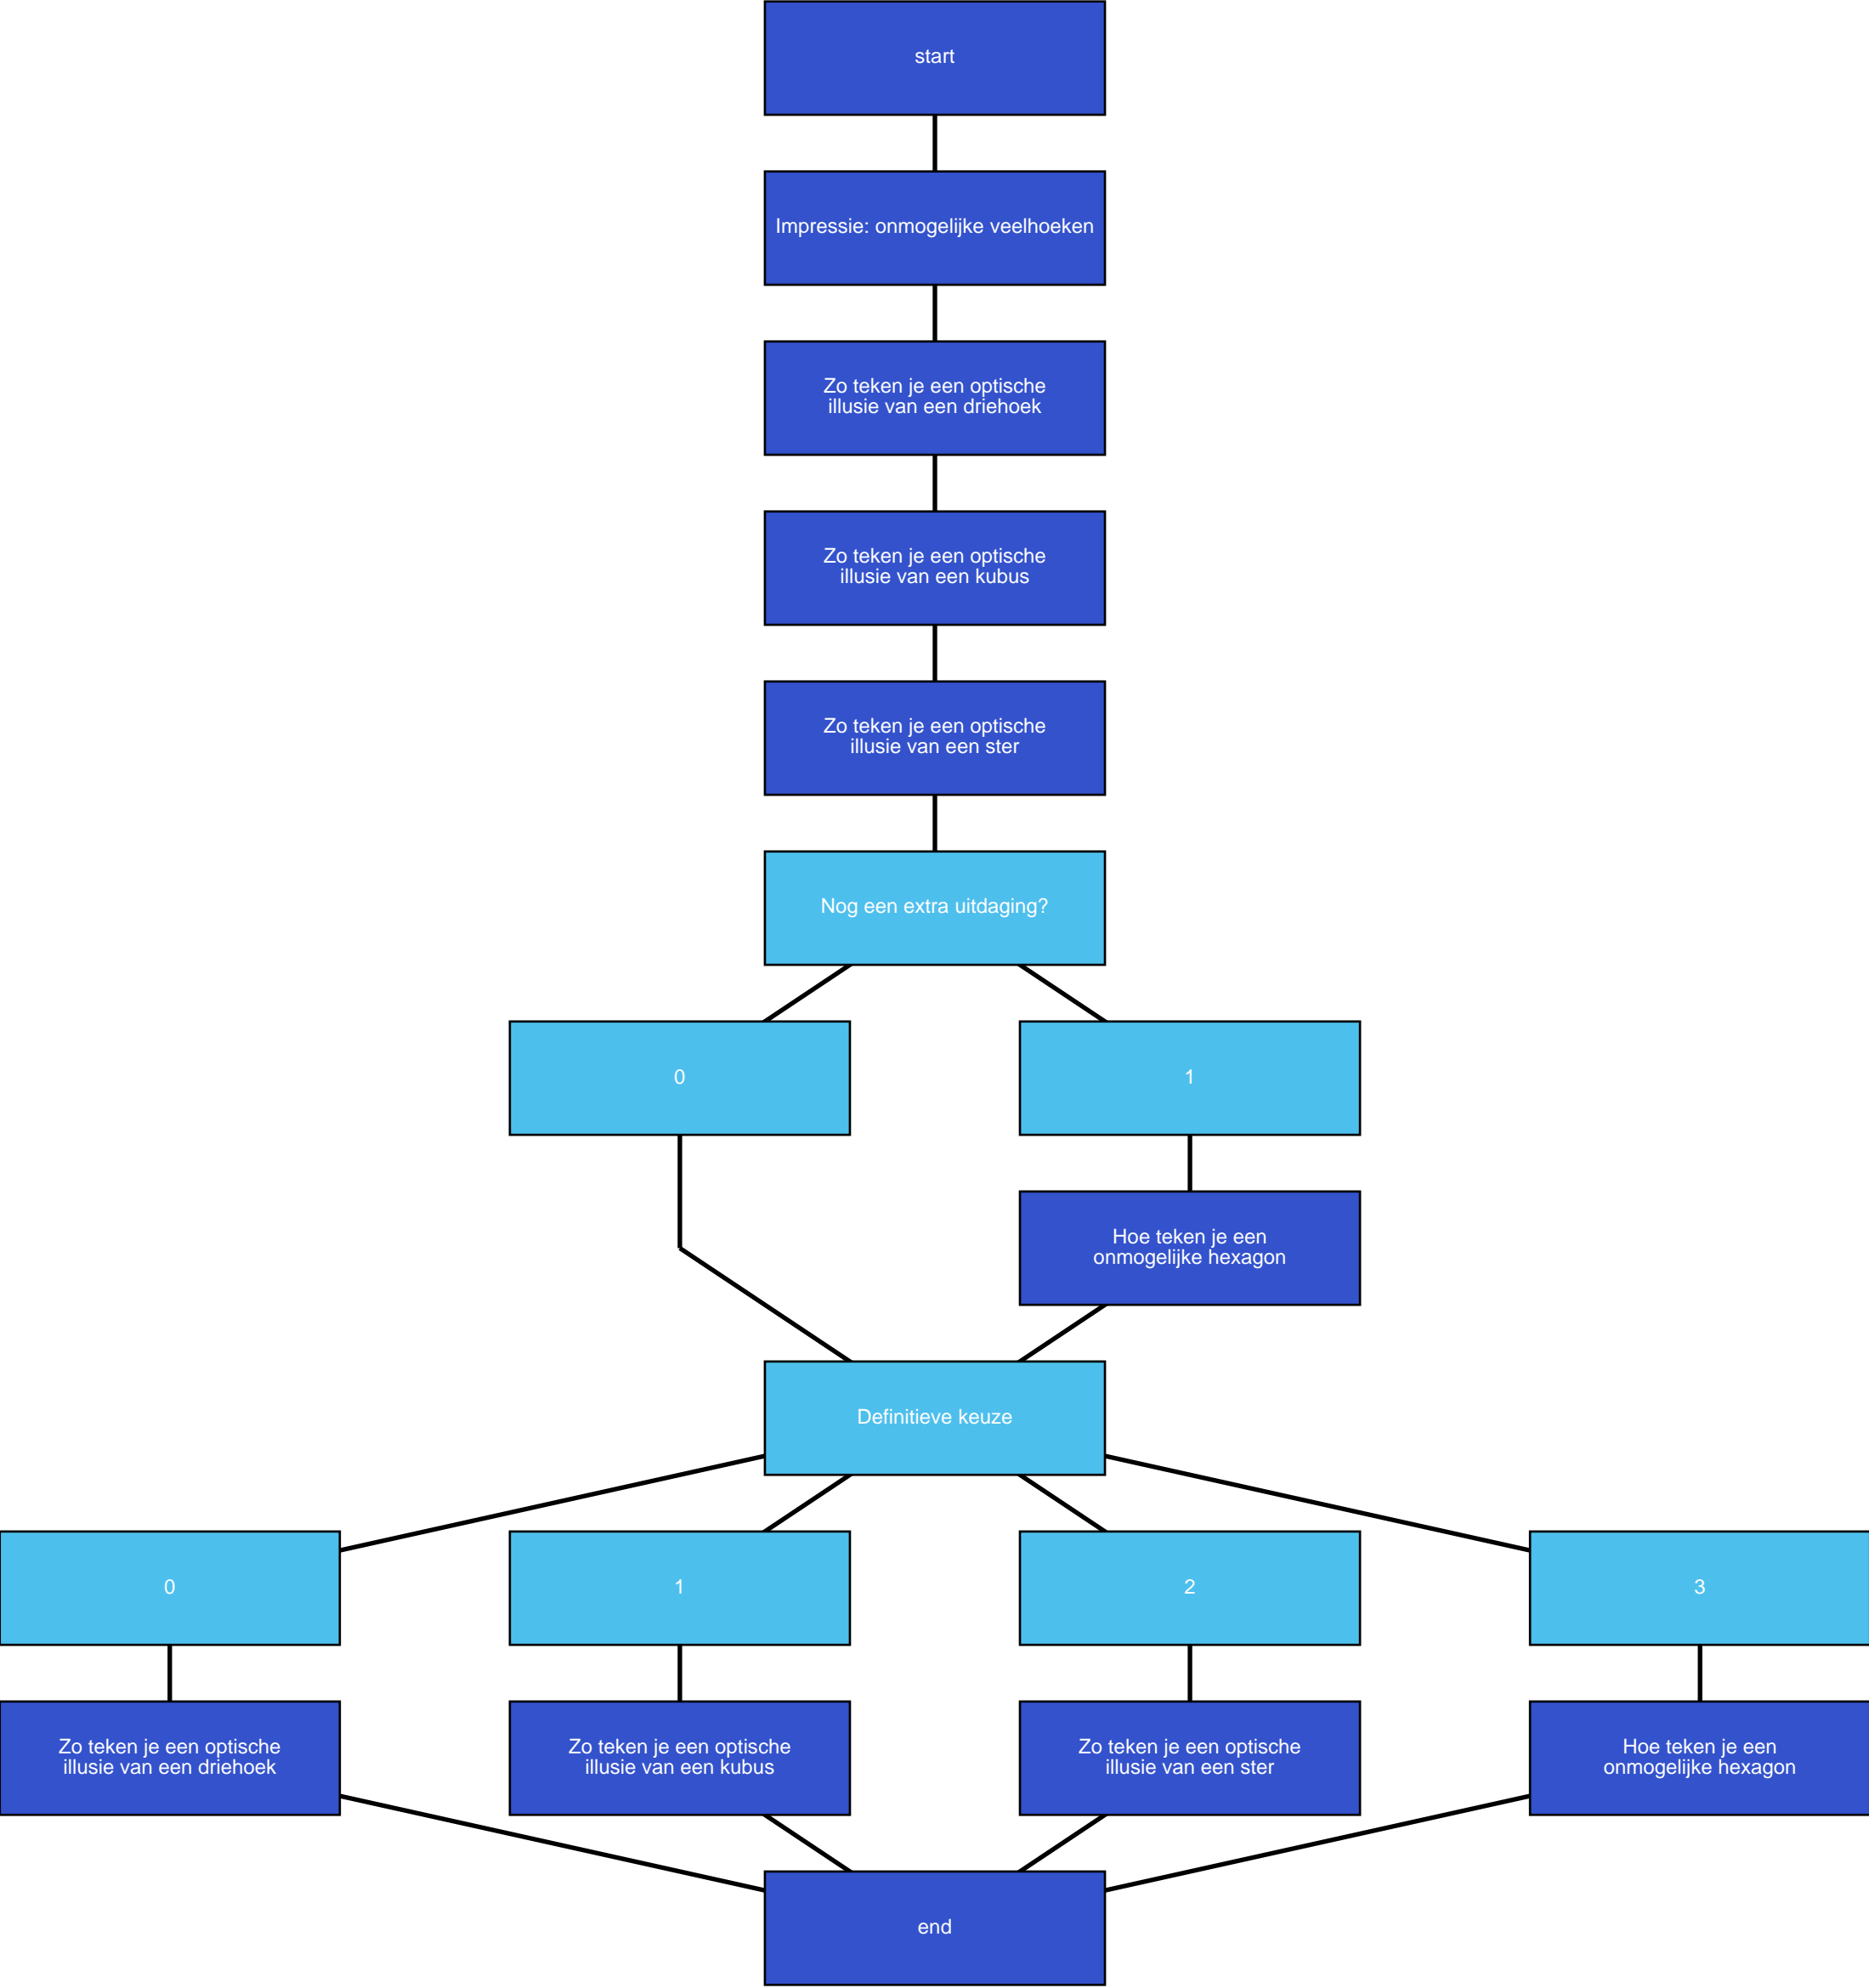 start
Impressie: onmogelijke veelhoeken
Zo teken je een optische
illusie van een driehoek
Zo teken je een optische
illusie van een kubus
Zo teken je een optische
illusie van een ster
Nog een extra uitdaging?
0
1
Hoe teken je een
onmogelijke hexagon
Definitieve keuze
0
1
2
3
Zo teken je een optische
illusie van een driehoek
Zo teken je een optische
illusie van een kubus
Zo teken je een optische
illusie van een ster
Hoe teken je een
onmogelijke hexagon
end